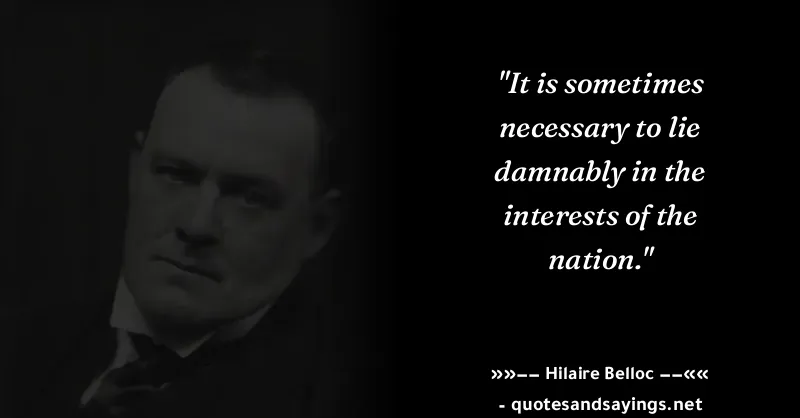 "It is sometimes
necessary to lie
damnably in the
interests of the
nation."
»»—— Hilaire Belloc ——««
- quotesandsayings.net